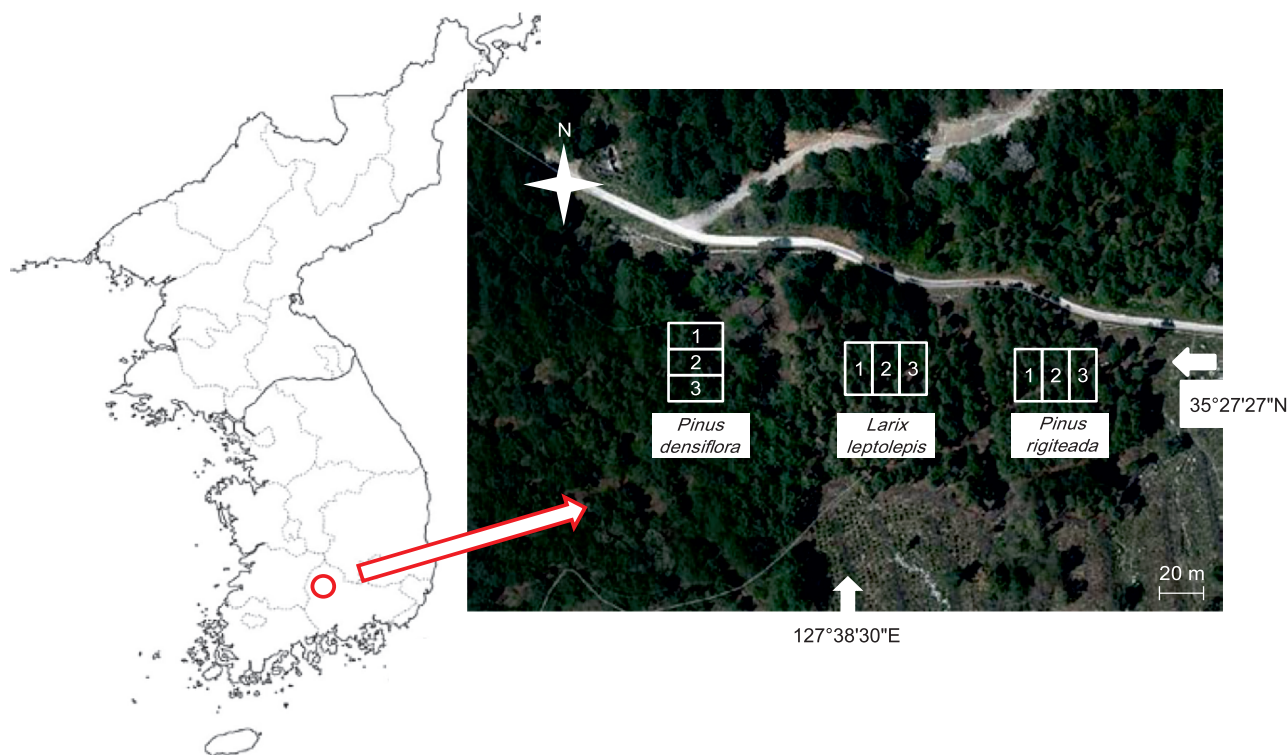 N
1
2
3
Pinus
densiflora
1 2 3
Larix
leptolepis
1 2 3
Pinus
rigiteada
35°27'27"N
20 m
127°38'30"E